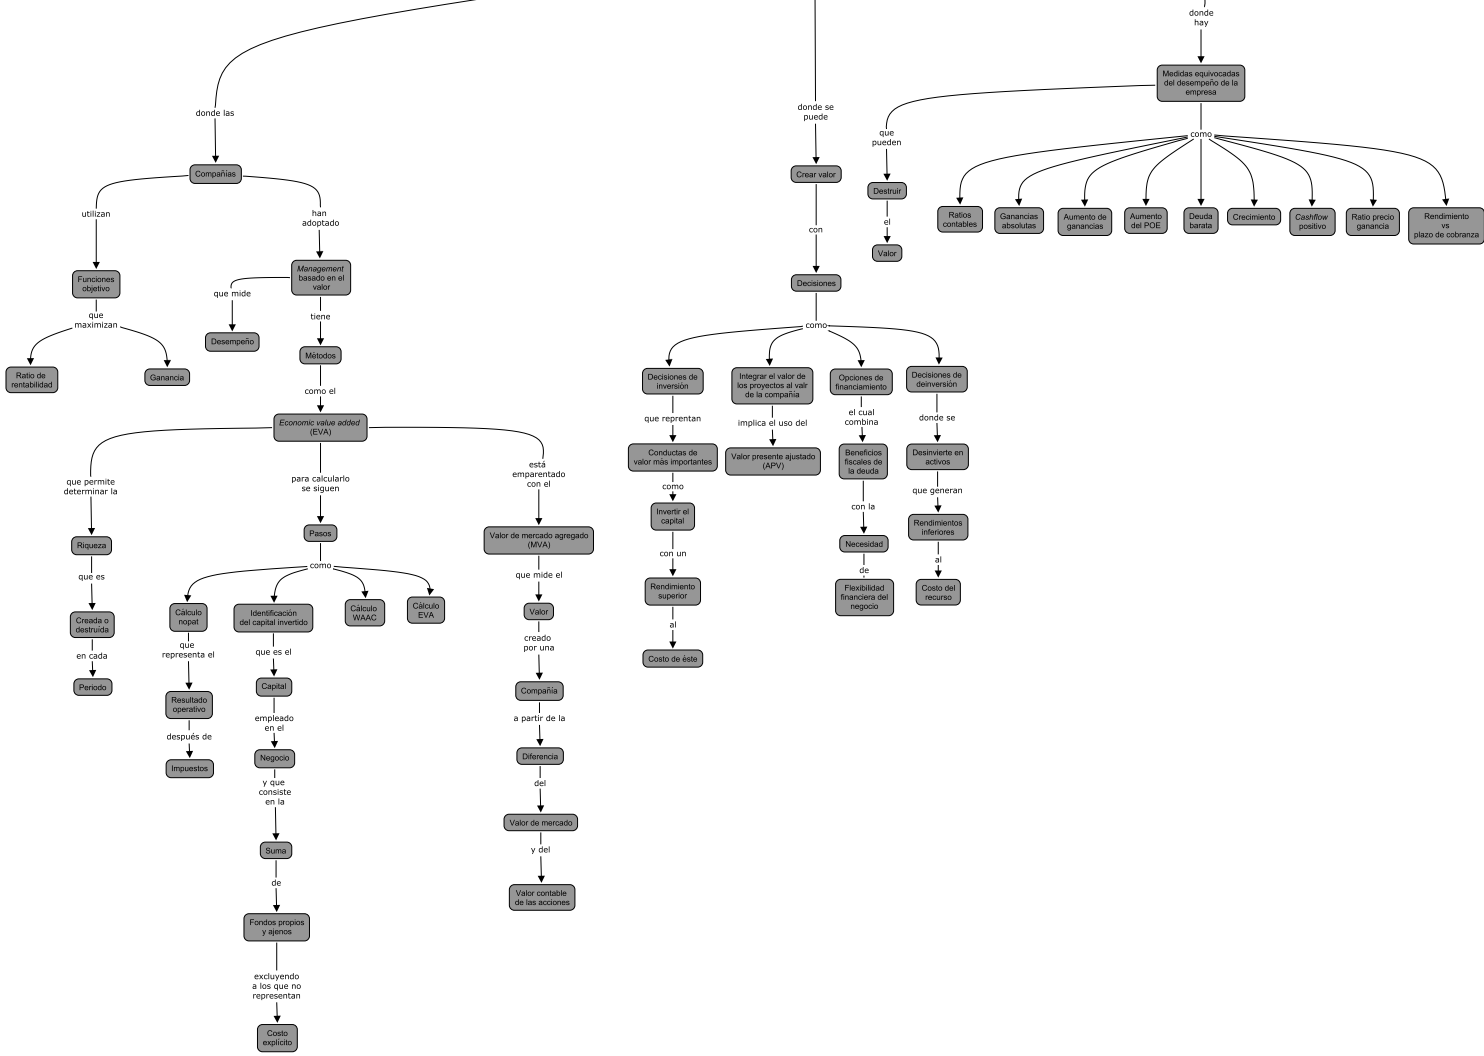 donde las
Compañías
utilizan
Funciones
objetivo
que
maximizan
Ratio de
rentabilidad
Ganancia
han
adoptado
Management
basado en el
valor
que mide
Desempeño
tiene
Métodos
como el
Economic value added
(EVA)
que permite
determinar la
Riqueza
que es
Creada o
destruída
en cada
Período
para calcularlo
se siguen
Pasos
como
Cálculo
nopat
que
representa el
Resultado
operativo
después de
Impuestos
Identificación
del capital invertido
que es el
Capital
empleado
en el
Negocio
y que
consiste
en la
Suma
de
Fondos propios
y ajenos
excluyendo
a los que no
representan
Costo
explícito
Cálculo
WAAC
Cálculo
EVA
está
emparentado
con el
Valor de mercado agregado
(MVA)
que mide el
Valor
creado
por una
Compañía
a partir de la
Diferencia
del
Valor de mercado
y del
Valor contable
de las acciones
donde se
puede
Crear valor
con
Decisiones
como
Decisiones de
inversión
que reprentan
Conductas de
valor más importantes
como
Invertir el
capital
con un
Rendimiento
superior
al
Costo de éste
Integrar el valor de
los proyectos al valr
de la compañía
implica el uso del
Valor presente ajustado
(APV)
Opciones de
financiamiento
el cual
combina
Beneficios
fiscales de
la deuda
con la
Necesidad
de
Flexibilidad
financiera del
negocio
Decisiones de
deinversión
donde se
Desinvierte en
activos
que generan
Rendimientos
inferiores
al
Costo del
recurso
donde
hay
Medidas equivocadas
del desempeño de la
empresa
que
pueden
Destruir
el
Valor
como
Ratios
contables
Ganancias
absolutas
Aumento de
ganancias
Aumento
del POE
Deuda
barata
Crecimiento
Cashflow
positivo
Ratio precio
ganancia
Rendimiento
vs
plazo de cobranza